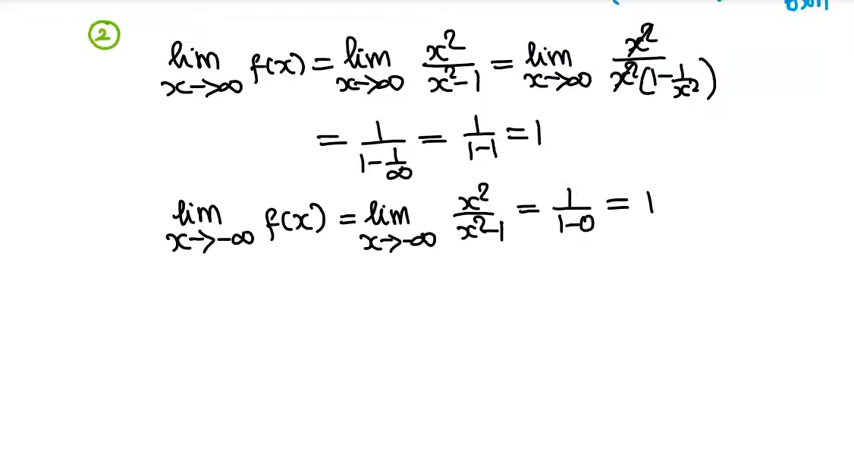 ②
lim x→∞ f(x) = lim x→∞ x²/(x²-1) = lim x→∞ x²/(x²(1-1/x²))
= 1/(1-1/∞) = 1/(1-1) = 1
lim x→-∞ f(x) = lim x→-∞ x²/(x²-1) = 1/(1-0) = 1